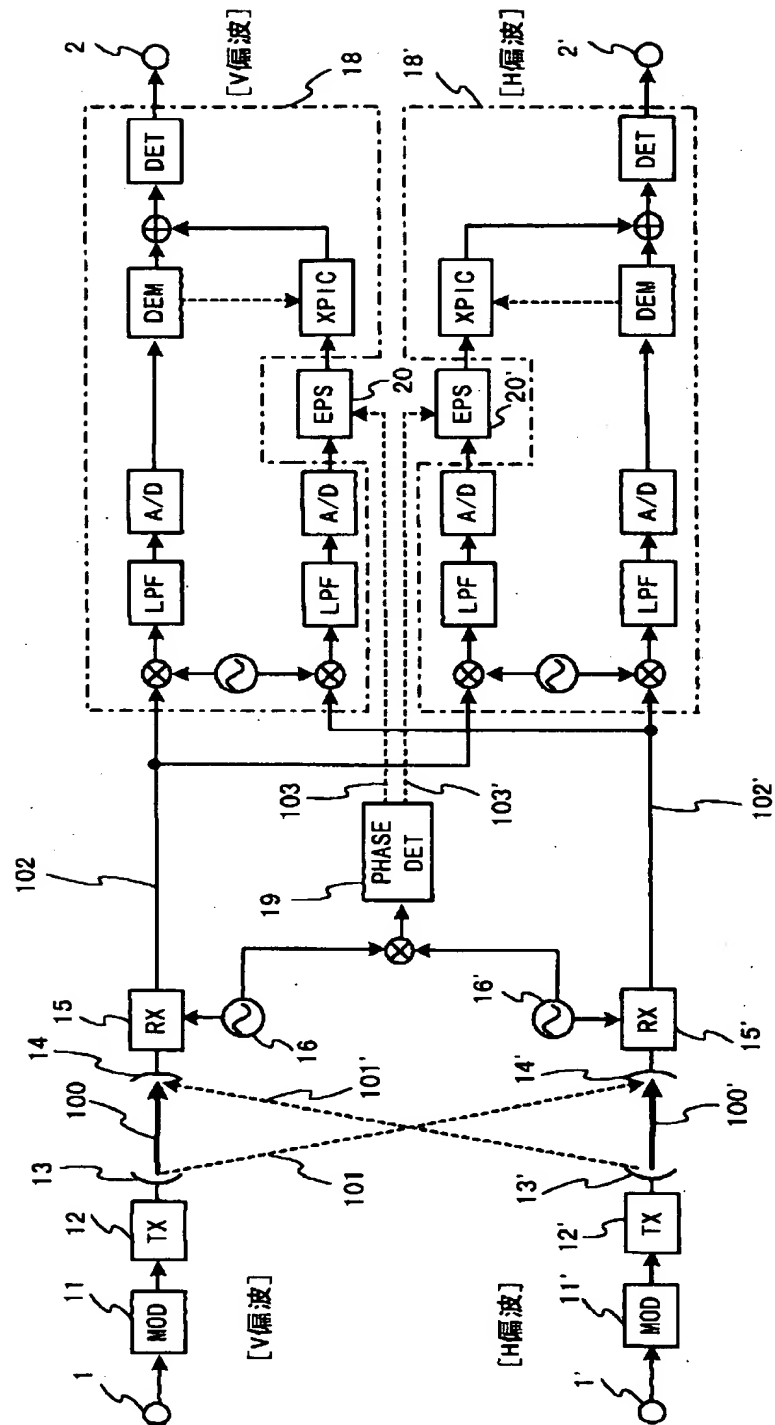 1
MOD
11
TX
12
13
100
14
RX
15
16
102
[V偏波]
101
101'
PHASE
DET
19
103
103'
LPF
A/D
DEM
DET
2
[V偏波]
18
LPF
A/D
EPS
20
XPIC
1'
MOD
11'
TX
12'
13'
100'
14'
RX
15'
16'
102'
[H偏波]
LPF
A/D
EPS
20'
XPIC
18'
[H偏波]
LPF
A/D
DEM
DET
2'